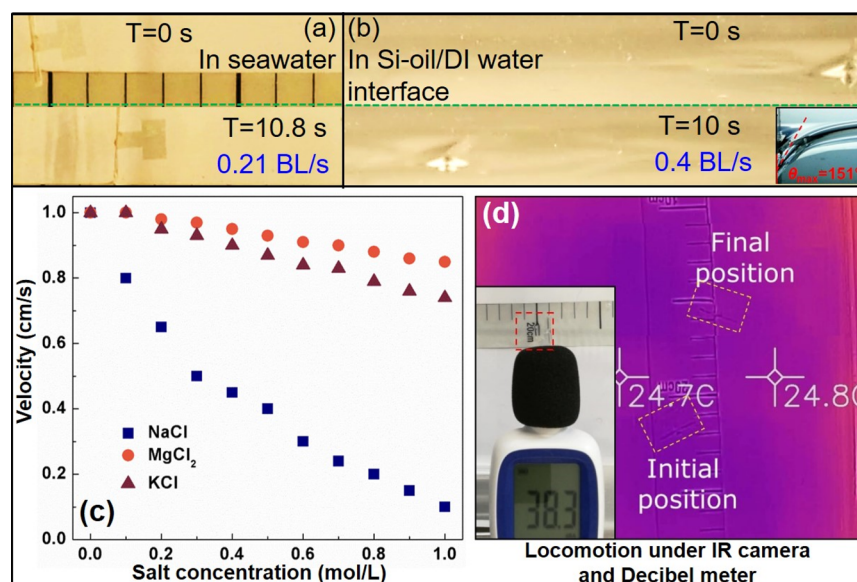 (a)
T=0 s
In seawater
T=10.8 s
0.21 BL/s
(b)
T=0 s
In Si-oil/DI water
interface
T=10 s
0.4 BL/s
θmax=151°
Velocity (cm/s)
1.0
0.8
0.6
0.4
0.2
0.0
NaCl
MgCl₂
KCl
(c)
0.0 0.2 0.4 0.6 0.8 1.0
Salt concentration (mol/L)
(d)
Final
position
24.7C
24.8C
Initial
position
20cm
38.3
Locomotion under IR camera
and Decibel meter